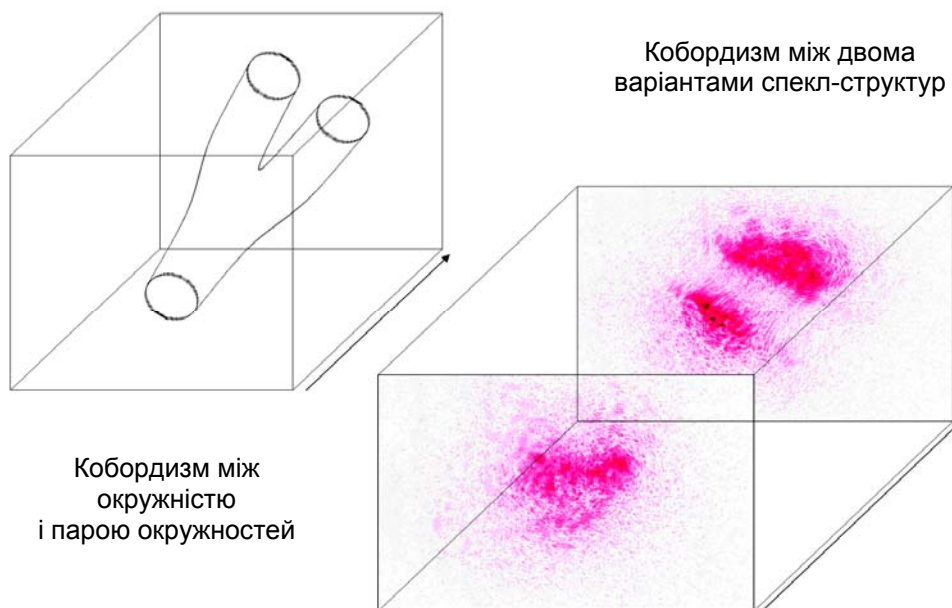 Кобордизм між двома
варіантами спекл-структур
Кобордизм між
окружністю
і парою окружностей